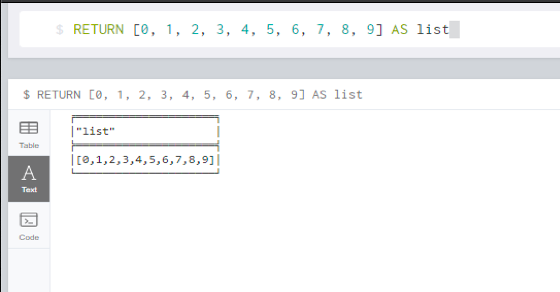 $ RETURN [0, 1, 2, 3, 4, 5, 6, 7, 8, 9] AS list
$ RETURN [0, 1, 2, 3, 4, 5, 6, 7, 8, 9] AS list
Table
A
Text
Code
"list"
[0,1,2,3,4,5,6,7,8,9]